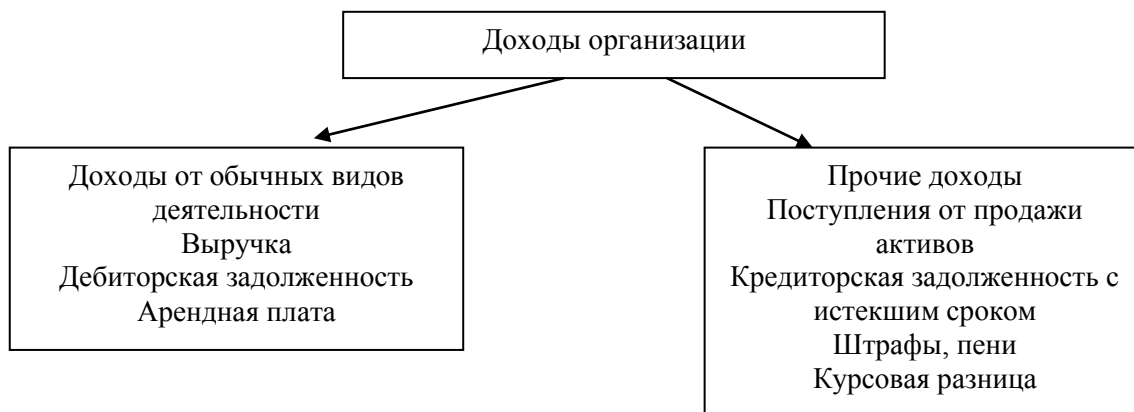 Доходы организации
Доходы от обычных видов
деятельности
Выручка
Дебиторская задолженность
Арендная плата
Прочие доходы
Поступления от продажи
активов
Кредиторская задолженность с
истекшим сроком
Штрафы, пени
Курсовая разница